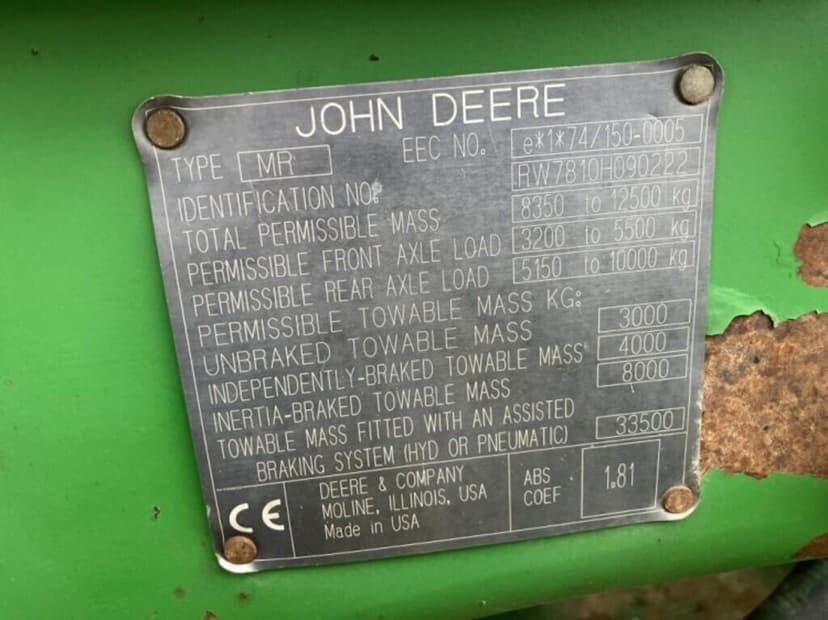 JOHN DEERE
TYPE MR EEC NO. e*1*74/150-0005
IDENTIFICATION NO. RW7810H090222
TOTAL PERMISSIBLE MASS 8350 to 12500 kg
PERMISSIBLE FRONT AXLE LOAD 3200 to 5500 kg
PERMISSIBLE REAR AXLE LOAD 5150 to 10000 kg
PERMISSIBLE TOWABLE MASS KG:
UNBRAKED TOWABLE MASS 3000
INDEPENDENTLY-BRAKED TOWABLE MASS 4000
INERTIA-BRAKED TOWABLE MASS 8000
TOWABLE MASS FITTED WITH AN ASSISTED
BRAKING SYSTEM (HYD OR PNEUMATIC) 33500
CE
DEERE & COMPANY
MOLINE, ILLINOIS, USA
Made in USA
ABS
COEF
1.81